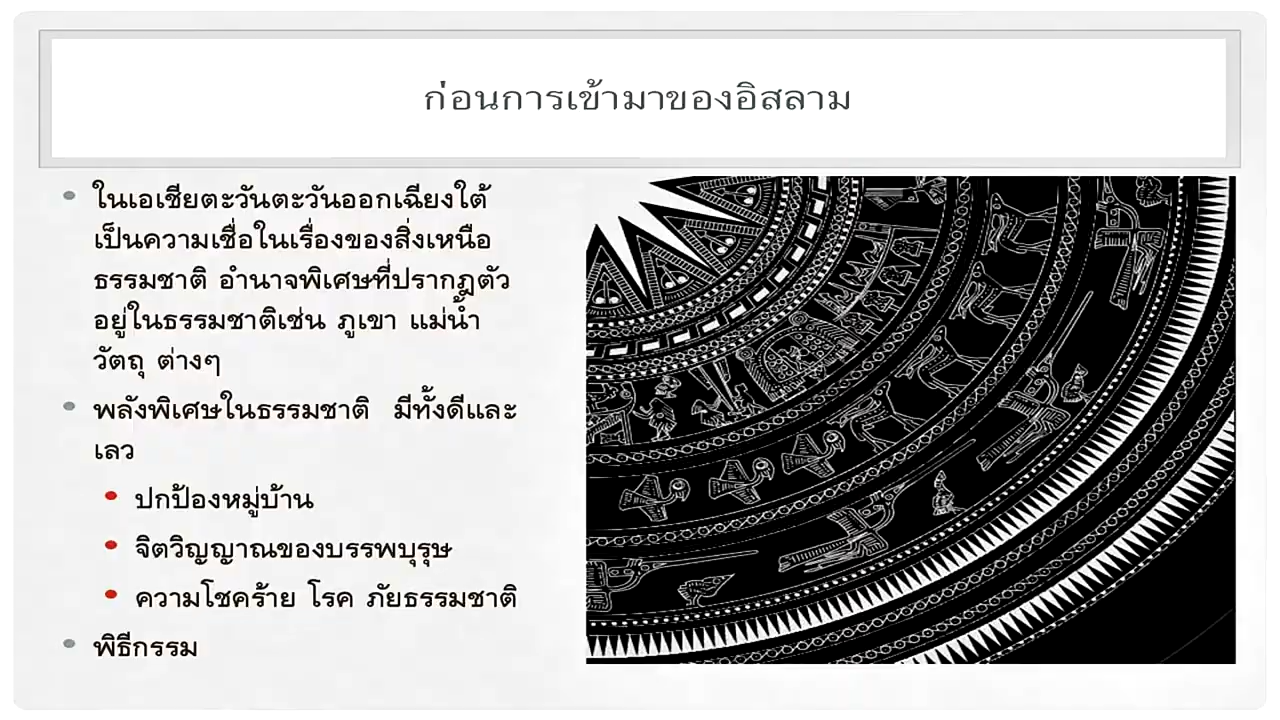 ก่อนการเข้ามาของอิสลาม
ในเอเชียตะวันตะวันออกเฉียงใต้
เป็นความเชื่อในเรื่องของสิ่งเหนือ
ธรรมชาติ อำนาจพิเศษที่ปรากฏตัว
อยู่ในธรรมชาติเช่น ภูเขา แม่น้ำ
วัตถุ ต่างๆ
พลังพิเศษในธรรมชาติ มีทั้งดีและ
เลว
ปกป้องหมู่บ้าน
จิตวิญญาณของบรรพบุรุษ
ความโชคร้าย โรค ภัยธรรมชาติ
พิธีกรรม